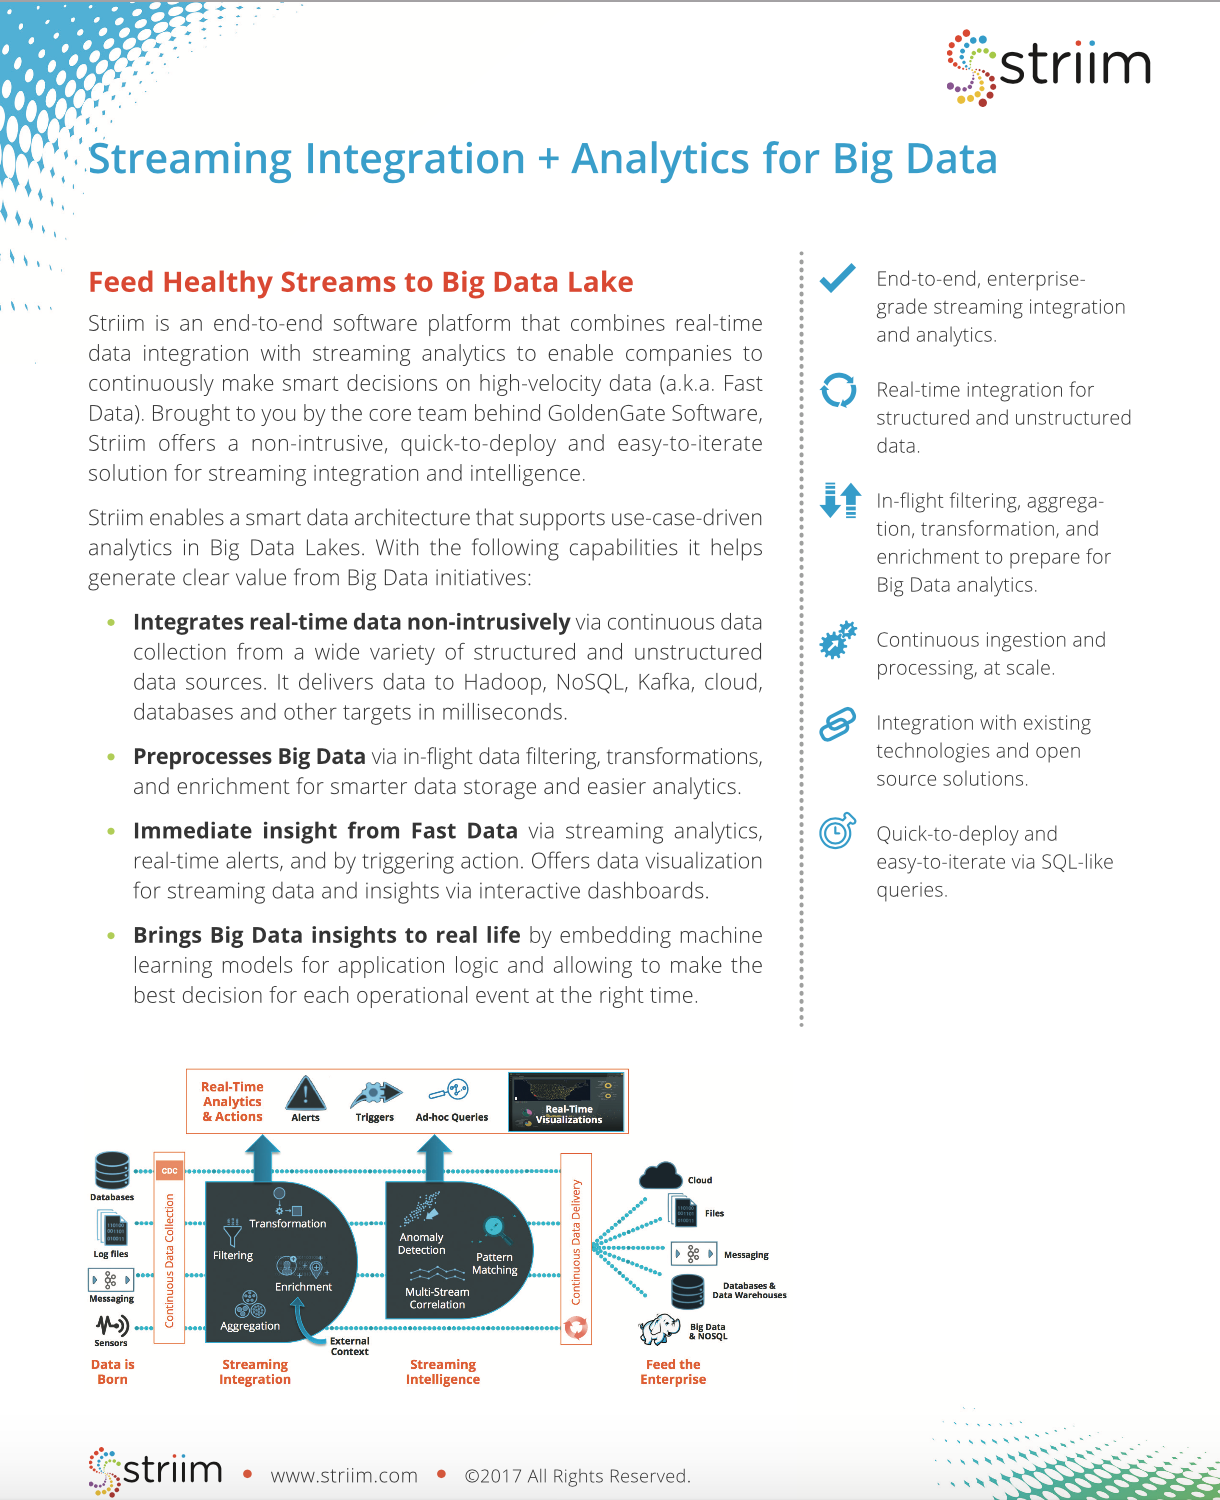 striim
Streaming Integration + Analytics for Big Data
Feed Healthy Streams to Big Data Lake
Striim is an end-to-end software platform that combines real-time
data integration with streaming analytics to enable companies to
continuously make smart decisions on high-velocity data (a.k.a. Fast
Data). Brought to you by the core team behind GoldenGate Software,
Striim offers a non-intrusive, quick-to-deploy and easy-to-iterate
solution for streaming integration and intelligence.
Striim enables a smart data architecture that supports use-case-driven
analytics in Big Data Lakes. With the following capabilities it helps
generate clear value from Big Data initiatives:
• Integrates real-time data non-intrusively via continuous data
collection from a wide variety of structured and unstructured
data sources. It delivers data to Hadoop, NoSQL, Kafka, cloud,
databases and other targets in milliseconds.
• Preprocesses Big Data via in-flight data filtering, transformations,
and enrichment for smarter data storage and easier analytics.
• Immediate insight from Fast Data via streaming analytics,
real-time alerts, and by triggering action. Offers data visualization
for streaming data and insights via interactive dashboards.
• Brings Big Data insights to real life by embedding machine
learning models for application logic and allowing to make the
best decision for each operational event at the right time.
End-to-end, enterprise-
grade streaming integration
and analytics.
Real-time integration for
structured and unstructured
data.
In-flight filtering, aggrega-
tion, transformation, and
enrichment to prepare for
Big Data analytics.
Continuous ingestion and
processing, at scale.
Integration with existing
technologies and open
source solutions.
Quick-to-deploy and
easy-to-iterate via SQL-like
queries.
Real-Time
Analytics
& Actions
Alerts
Triggers
Ad-hoc Queries
Real-Time
Visualizations
Databases
Log files
Messaging
Sensors
Data is
Born
CDC
Continuous Data Collection
Transformation
Filtering
Enrichment
Aggregation
External
Context
Streaming
Integration
Anomaly
Detection
Pattern
Matching
Multi-Stream
Correlation
Streaming
Intelligence
Continuous Data Delivery
Cloud
Files
Messaging
Databases &
Data Warehouses
Big Data
& NOSQL
Feed the
Enterprise
striim • www.striim.com • ©2017 All Rights Reserved.